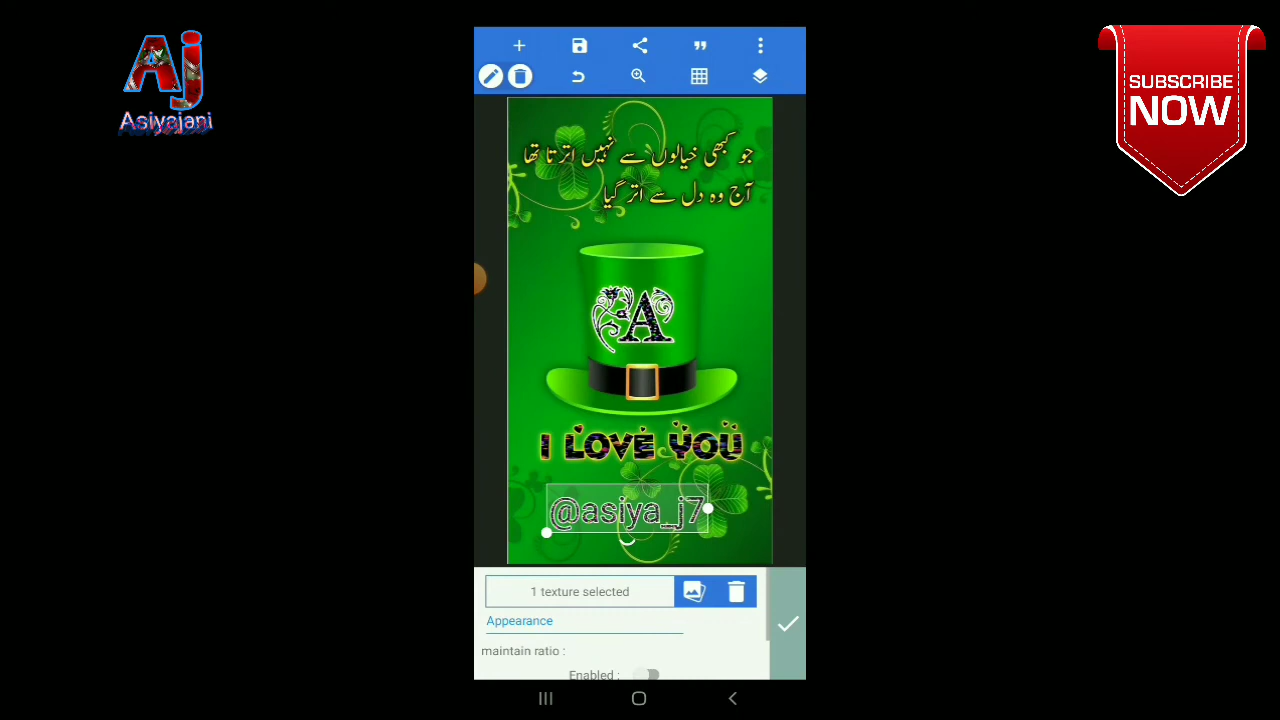 Aj
Asiyajani
SUBSCRIBE
NOW
جو کبھی خیالوں سے نہیں اترتا تھا
آج وہ دل سے اتر گیا
A
I LOVE YOU
@asiya_j7
1 texture selected
Appearance
maintain ratio :
Enabled :